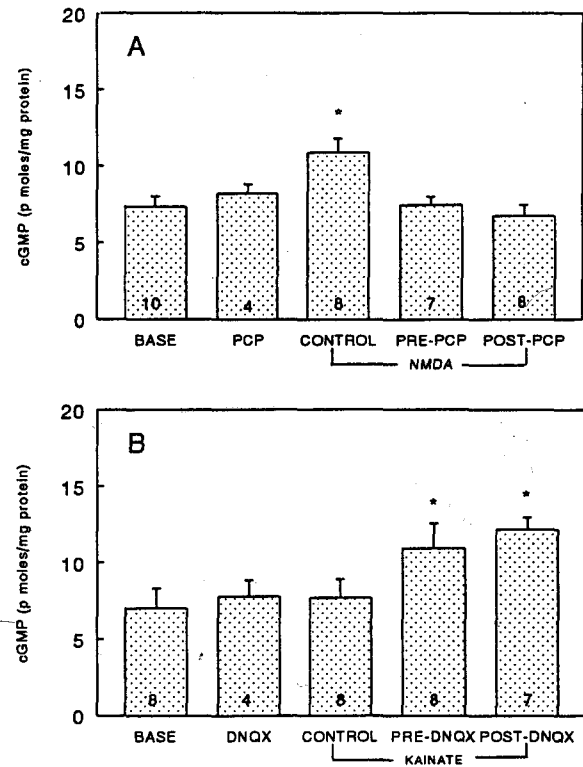 20
A
15
*
10
5
0
cGMP (p moles/mg protein)
10 4 8 7 8
BASE PCP CONTROL PRE-PCP POST-PCP
NMDA
20
B
15
* *
10
5
0
cGMP (p moles/mg protein)
8 4 8 8 7
BASE DNQX CONTROL PRE-DNQX POST-DNQX
KAINATE